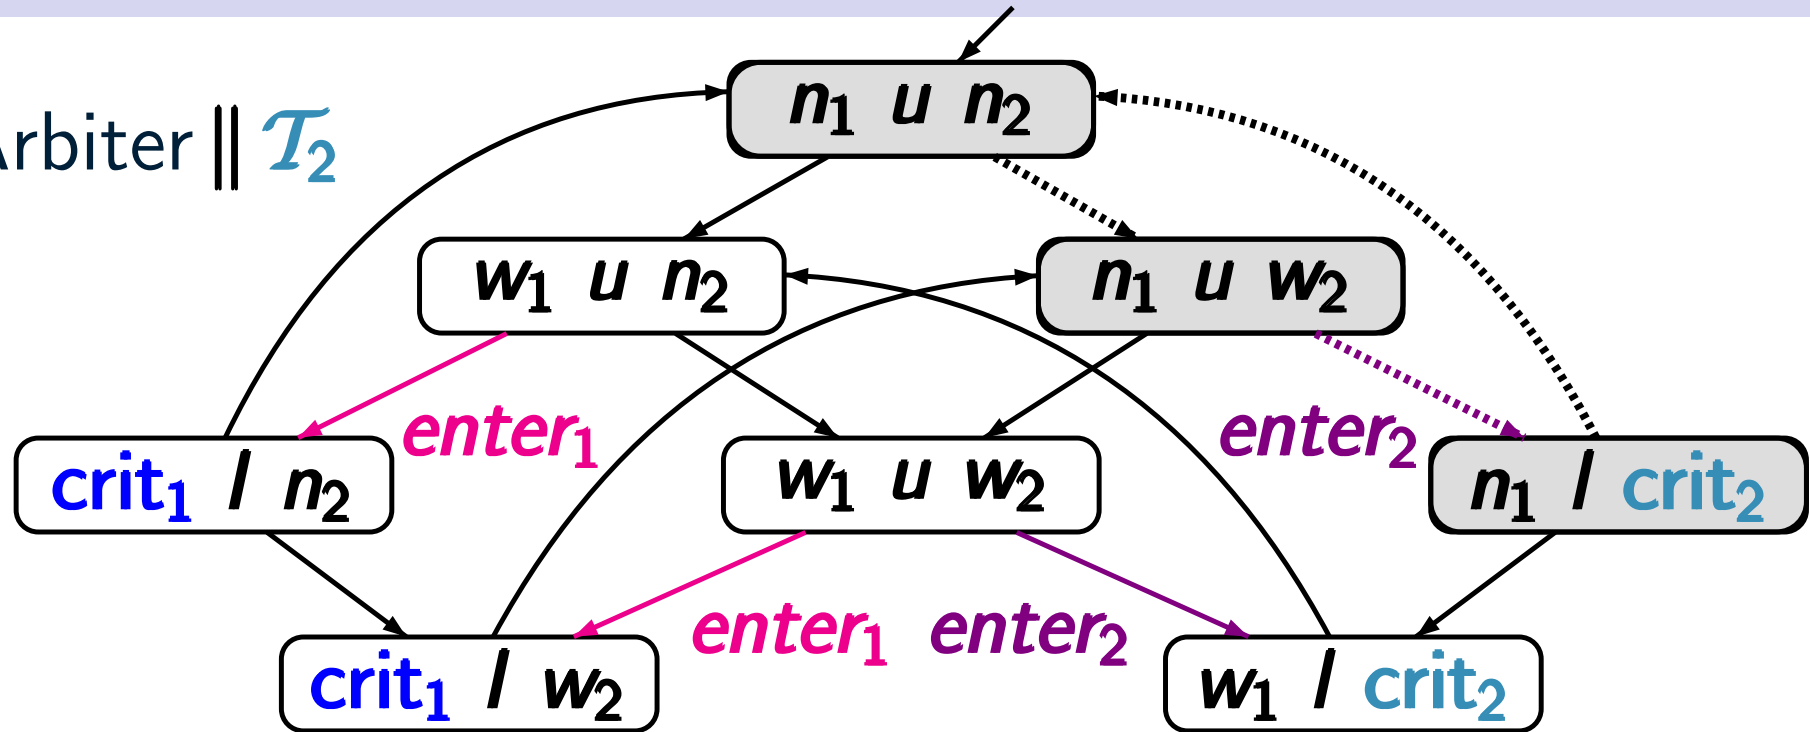 n₁ u n₂
Arbiter ‖ 𝒯₂
w₁ u n₂
n₁ u w₂
enter₁
enter₂
crit₁ l n₂
w₁ u w₂
n₁ l crit₂
enter₁
enter₂
crit₁ l w₂
w₁ l crit₂